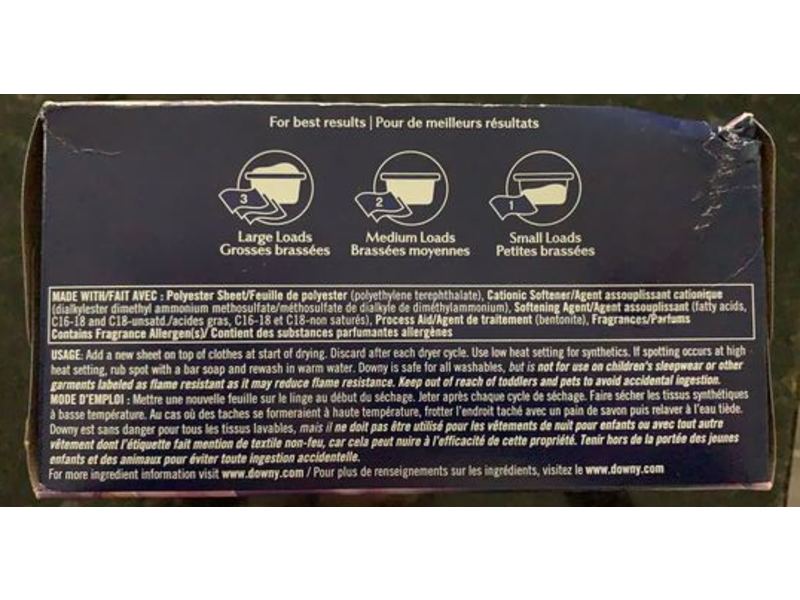 For best results | Pour de meilleurs résultats
3
2
1
Large Loads
Grosses brassées
Medium Loads
Brassées moyennes
Small Loads
Petites brassées
MADE WITH/FAIT AVEC : Polyester Sheet/Feuille de polyester (polyethylene terephthalate), Cationic Softener/Agent assouplissant cationique
(dialkylester dimethyl ammonium methosulfate/méthosulfate de dialkyle de diméthylammonium), Softening Agent/Agent assouplissant (fatty acids,
C16-18 and C18-unsatd./acides gras, C16-18 et C18-non saturés), Process Aid/Agent de traitement (bentonite), Fragrances/Parfums
Contains Fragrance Allergen(s)/ Contient des substances parfumantes allergènes
USAGE: Add a new sheet on top of clothes at start of drying. Discard after each dryer cycle. Use low heat setting for synthetics. If spotting occurs at high
heat setting, rub spot with a bar soap and rewash in warm water. Downy is safe for all washables, but is not for use on children's sleepwear or other
garments labeled as flame resistant as it may reduce flame resistance. Keep out of reach of toddlers and pets to avoid accidental ingestion.
MODE D'EMPLOI : Mettre une nouvelle feuille sur le linge au début du séchage. Jeter après chaque cycle de séchage. Faire sécher les tissus synthétiques
à basse température. Au cas où des taches se formeraient à haute température, frotter l'endroit taché avec un pain de savon puis relaver à l'eau tiède.
Downy est sans danger pour tous les tissus lavables, mais il ne doit pas être utilisé pour les vêtements de nuit pour enfants ou avec tout autre
vêtement dont l'étiquette fait mention de textile non-feu, car cela peut nuire à l'efficacité de cette propriété. Tenir hors de la portée des jeunes
enfants et des animaux pour éviter toute ingestion accidentelle.
For more ingredient information visit www.downy.com / Pour plus de renseignements sur les ingrédients, visitez le www.downy.com